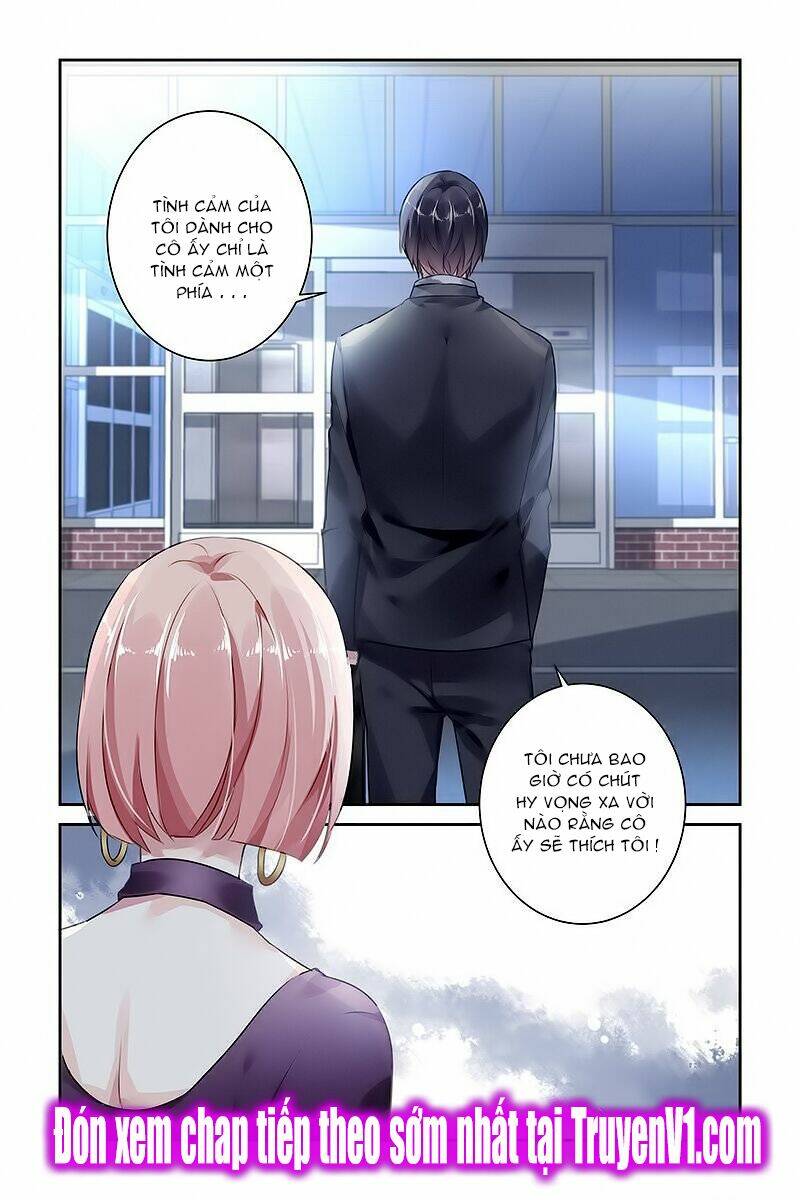 TÌNH CẢM CỦA
TÔI DÀNH CHO
CÔ ẤY CHỈ LÀ
TÌNH CẢM MỘT
PHÍA . . .
TÔI CHƯA BAO
GIỜ CÓ CHÚT
HY VỌNG XA VỜI
NÀO RẰNG CÔ
ẤY SẼ THÍCH TÔI !
Đón xem chap tiếp theo sớm nhất tại TruyenV1.com